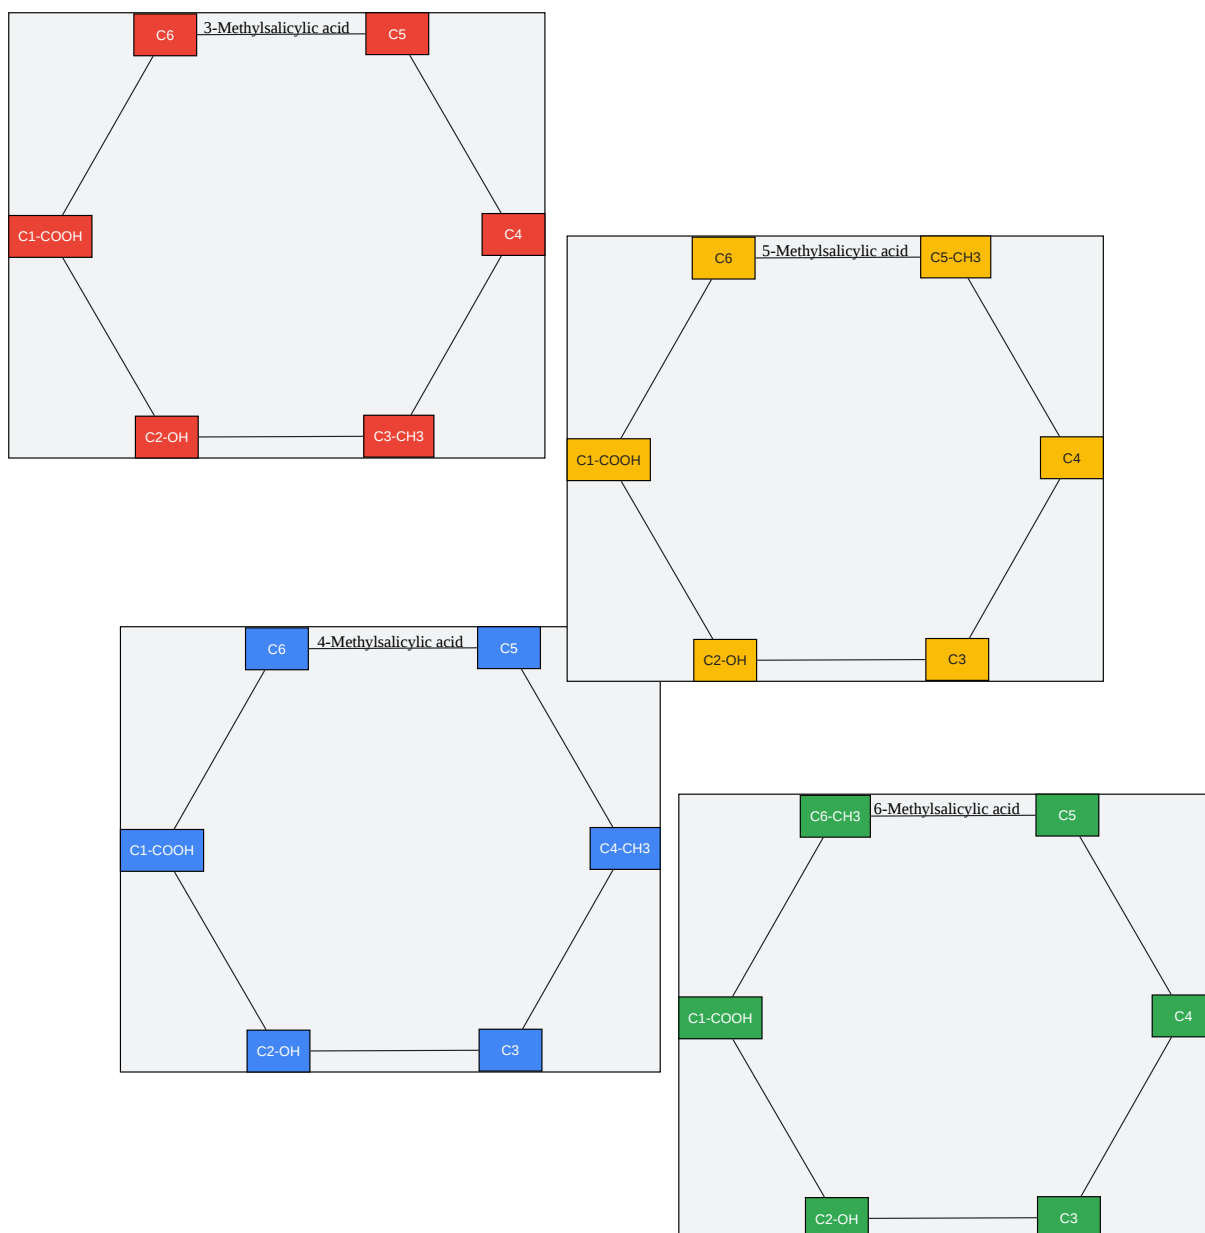 C6
3-Methylsalicylic acid
C5
C1-COOH
C4
C2-OH
C3-CH3
C6
5-Methylsalicylic acid
C5-CH3
C1-COOH
C4
C2-OH
C3
C6
4-Methylsalicylic acid
C5
C1-COOH
C4-CH3
C2-OH
C3
C6-CH3
6-Methylsalicylic acid
C5
C1-COOH
C4
C2-OH
C3